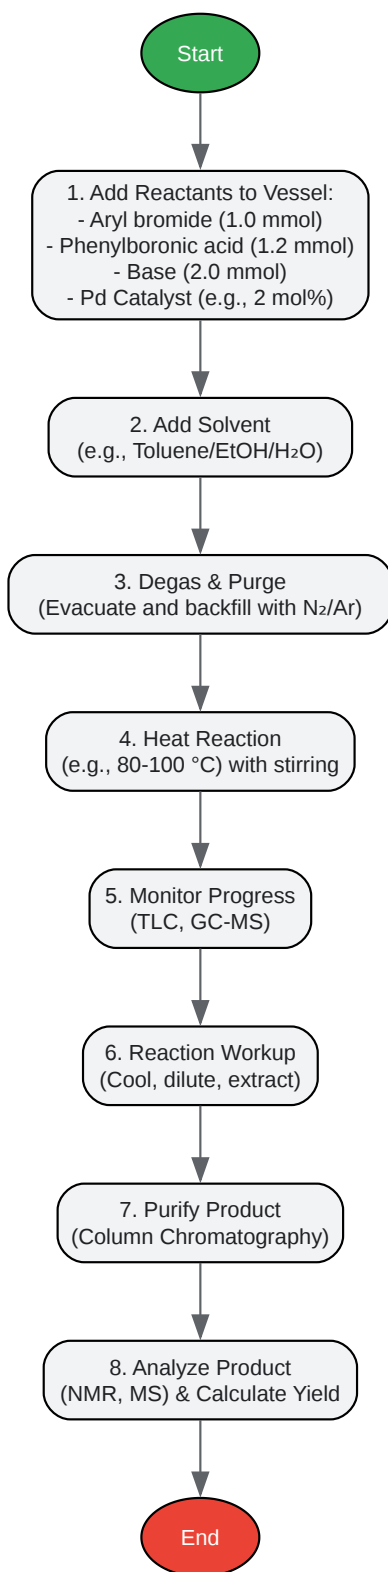 Start
1. Add Reactants to Vessel:
- Aryl bromide (1.0 mmol)
- Phenylboronic acid (1.2 mmol)
- Base (2.0 mmol)
- Pd Catalyst (e.g., 2 mol%)
2. Add Solvent
(e.g., Toluene/EtOH/H₂O)
3. Degas & Purge
(Evacuate and backfill with N₂/Ar)
4. Heat Reaction
(e.g., 80-100 °C) with stirring
5. Monitor Progress
(TLC, GC-MS)
6. Reaction Workup
(Cool, dilute, extract)
7. Purify Product
(Column Chromatography)
8. Analyze Product
(NMR, MS) & Calculate Yield
End